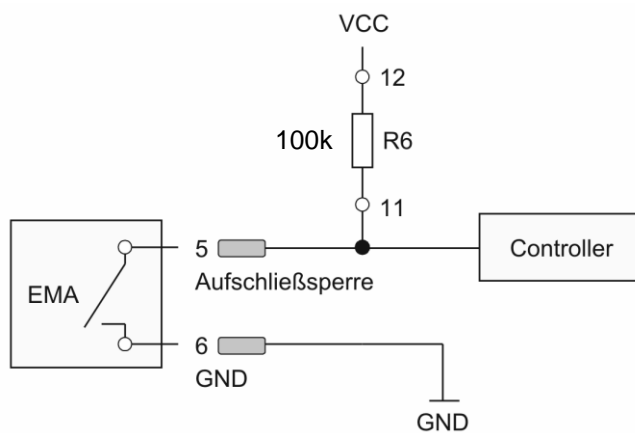 VCC
12
100k R6
11
5
Aufschließsperre
Controller
EMA
6
GND
GND